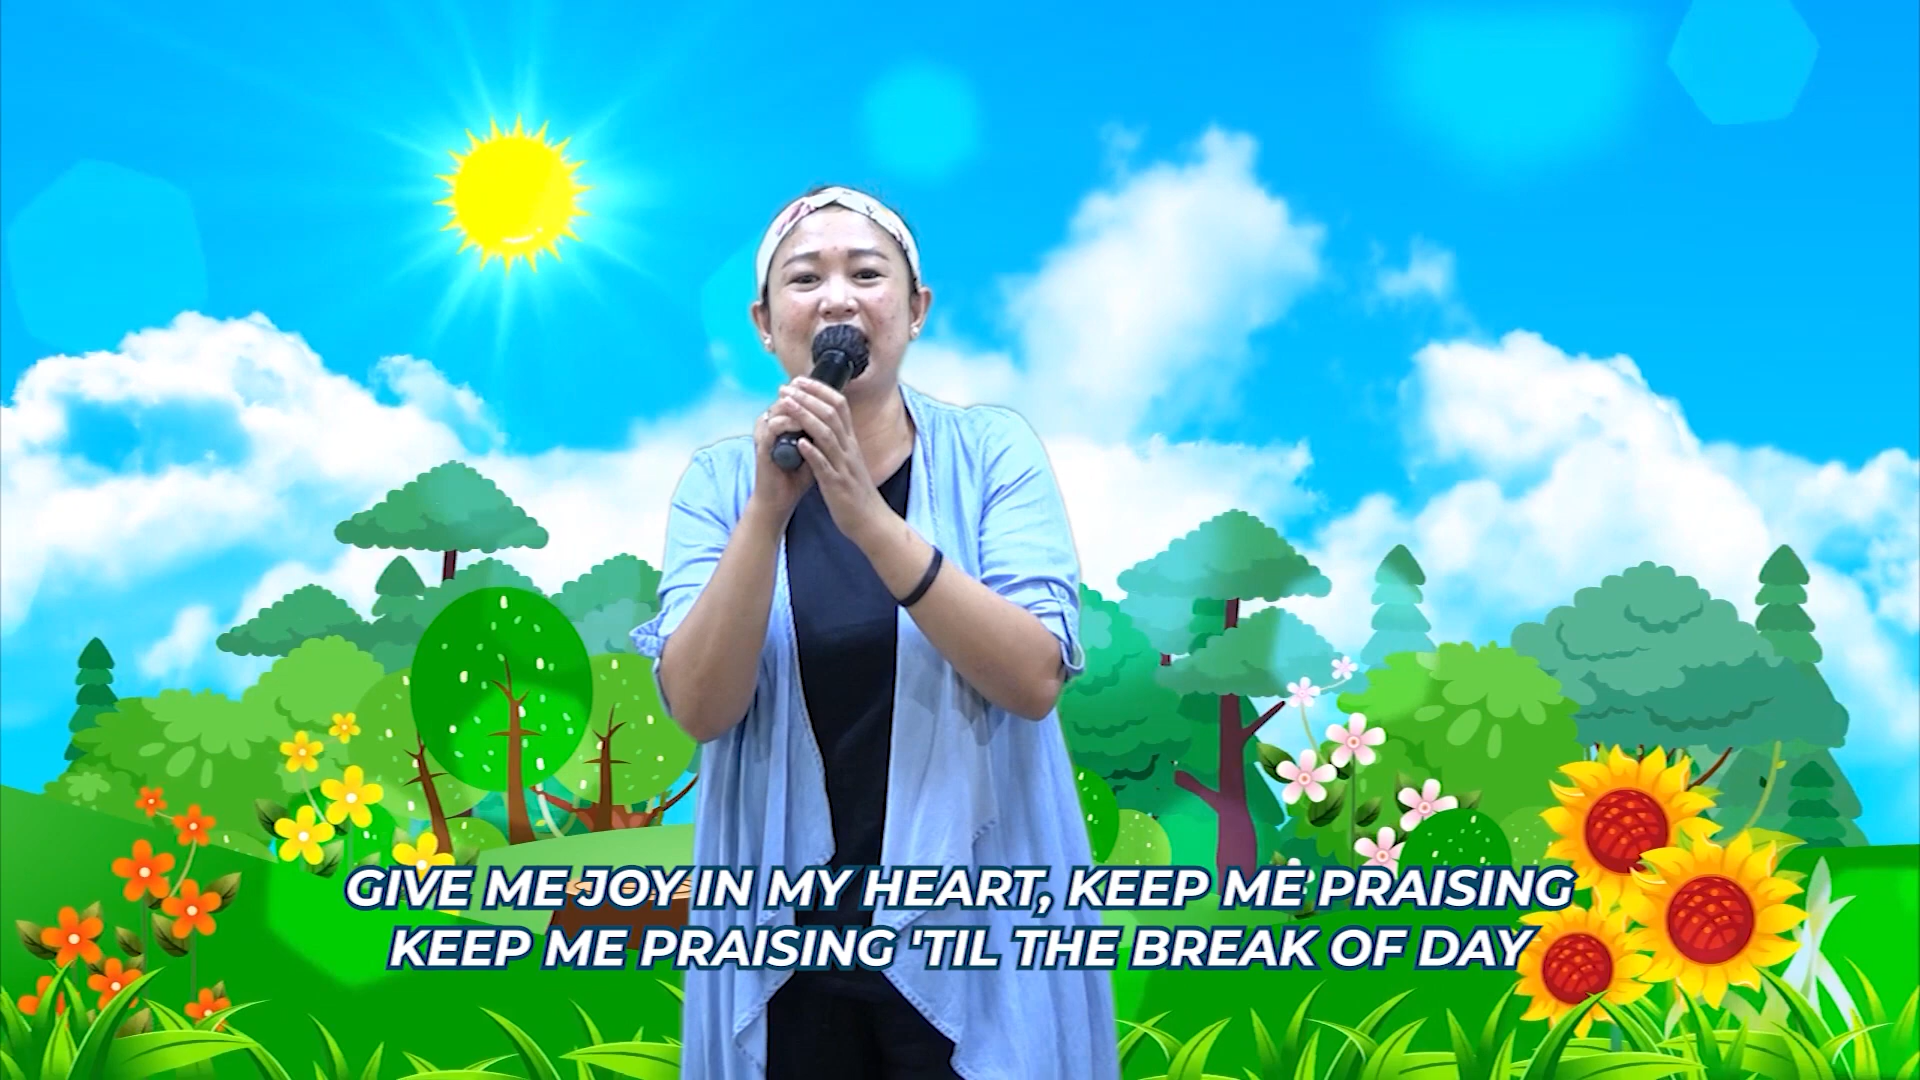 GIVE ME JOY IN MY HEART, KEEP ME PRAISING
KEEP ME PRAISING 'TIL THE BREAK OF DAY